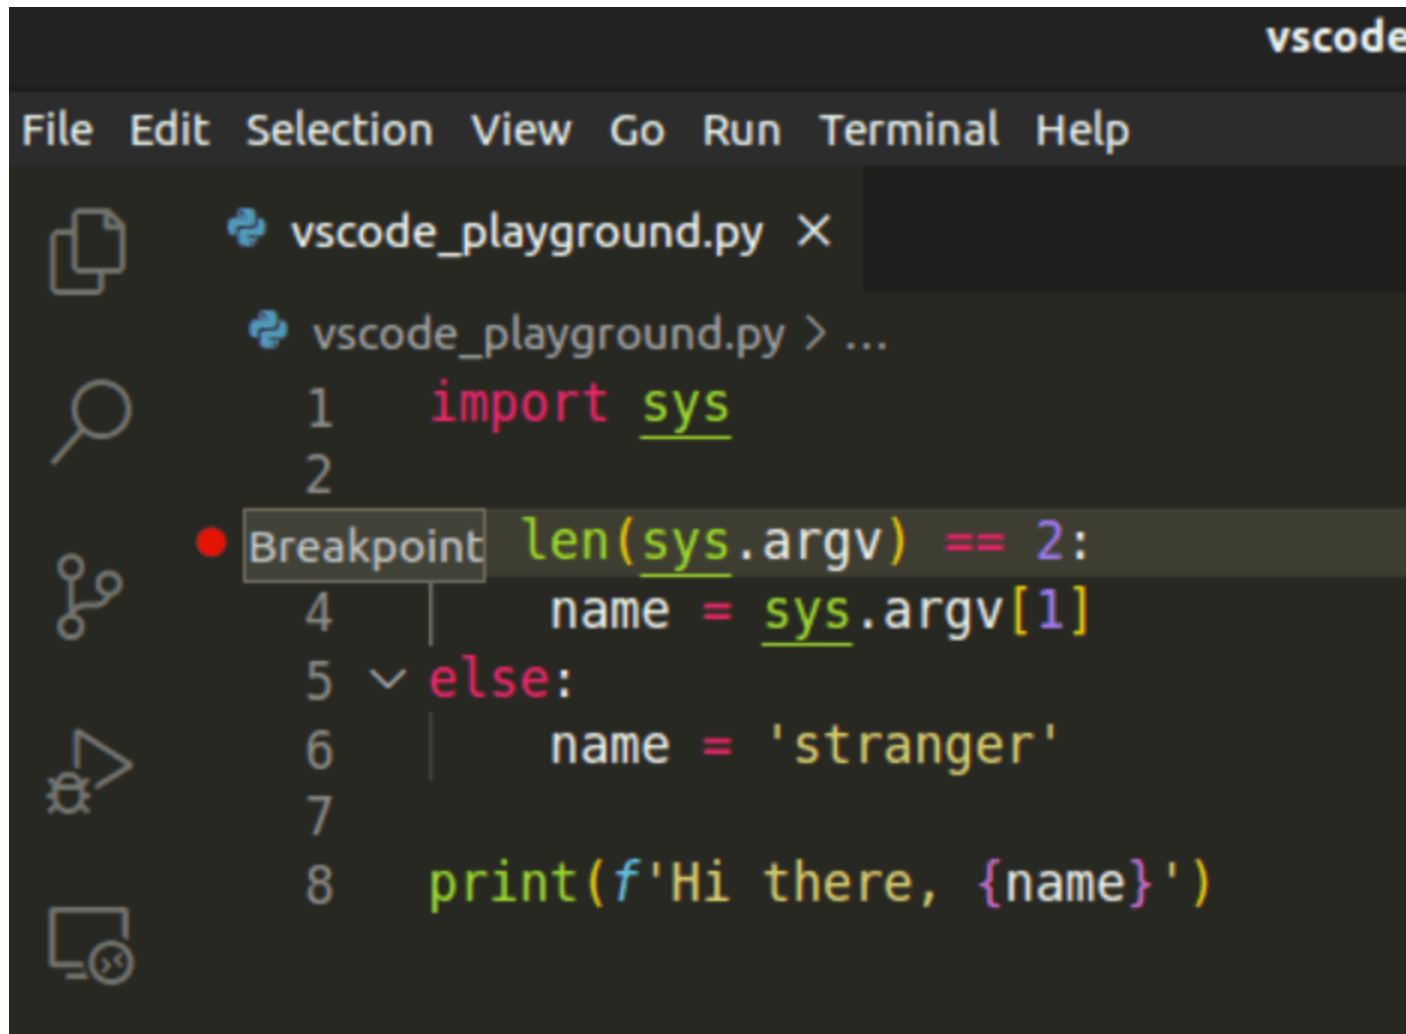 vscode
File Edit Selection View Go Run Terminal Help
vscode_playground.py
vscode_playground.py > ...
1 import sys
2
Breakpoint len(sys.argv) == 2:
4 name = sys.argv[1]
5 else:
6 name = 'stranger'
7
8 print(f'Hi there, {name}')